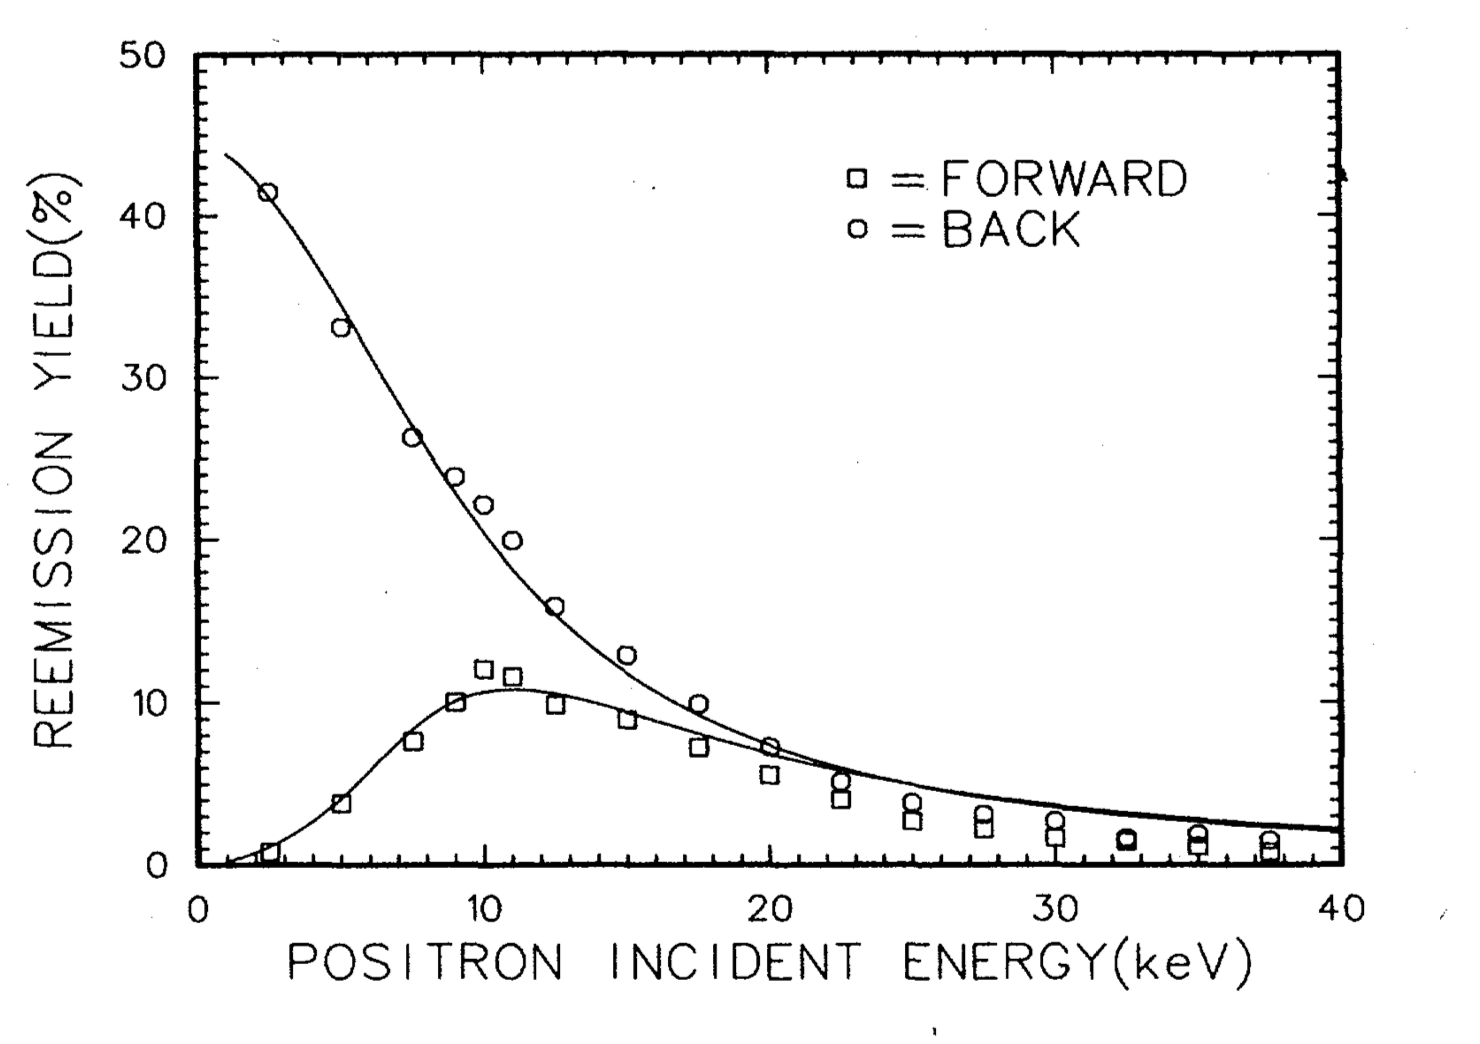 50
40
30
20
10
0
REEMISSION YIELD(%)
□ = FORWARD
○ = BACK
0 10 20 30 40
POSITRON INCIDENT ENERGY(keV)